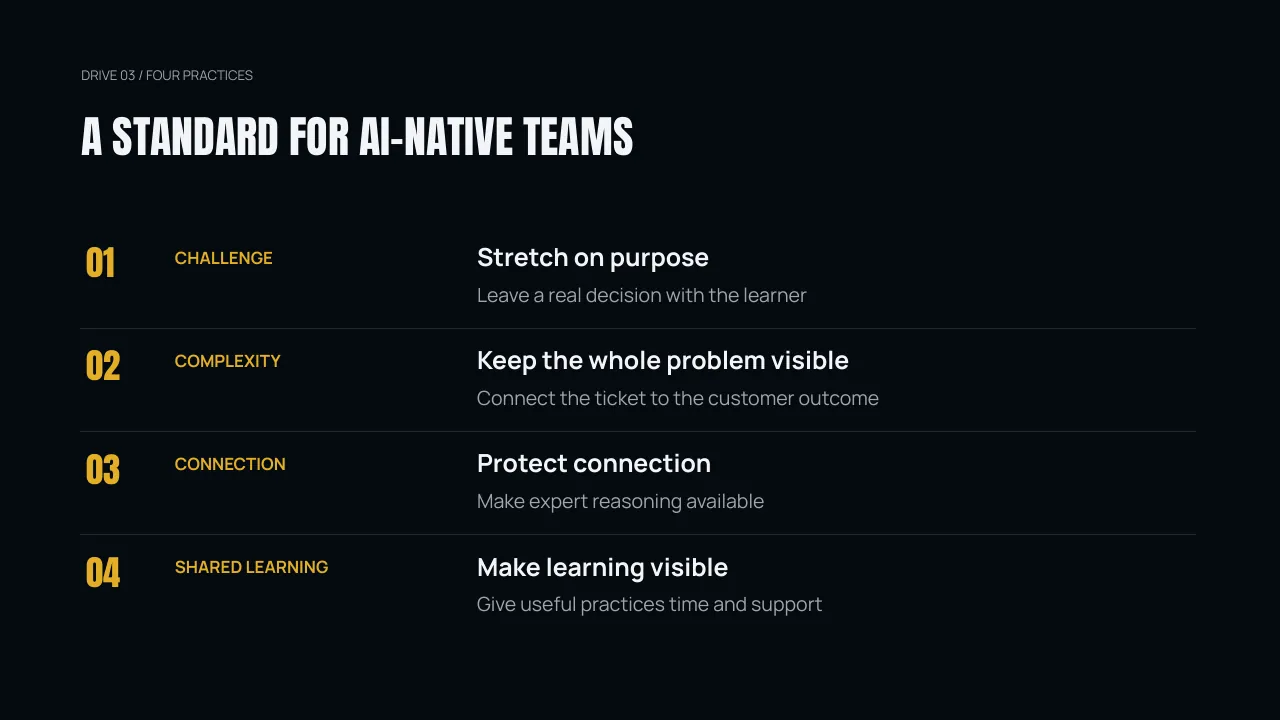 DRIVE 03 / FOUR PRACTICES
A STANDARD FOR AI-NATIVE TEAMS
01
CHALLENGE
Stretch on purpose
Leave a real decision with the learner
02
COMPLEXITY
Keep the whole problem visible
Connect the ticket to the customer outcome
03
CONNECTION
Protect connection
Make expert reasoning available
04
SHARED LEARNING
Make learning visible
Give useful practices time and support